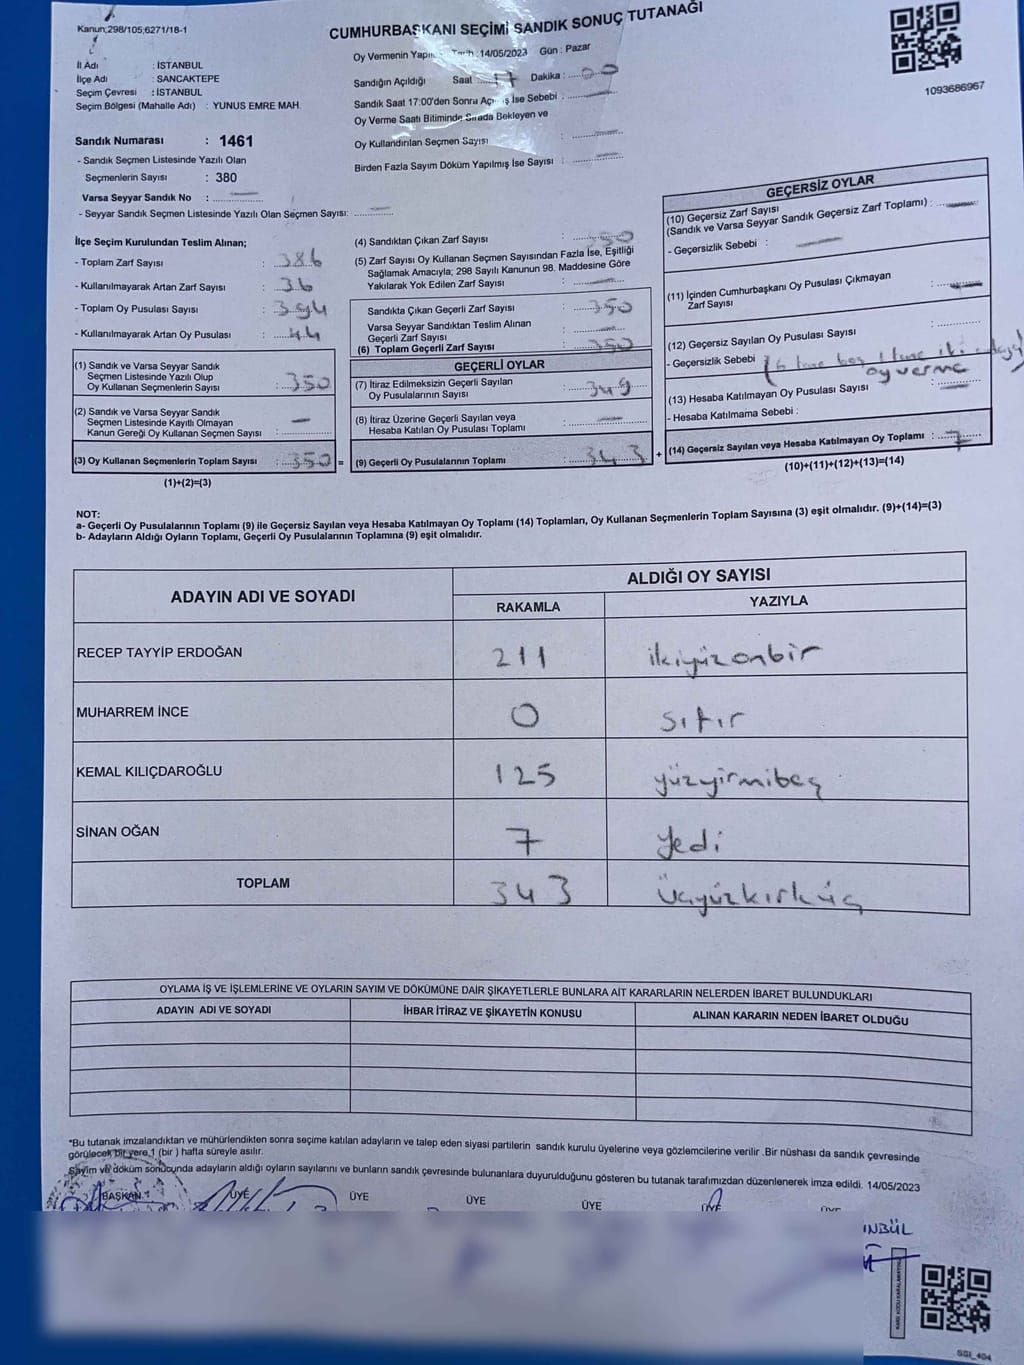 Kanun;298/105;6271/18-1
CUMHURBAŞKANI SEÇİMİ SANDIK SONUÇ TUTANAĞI
1093686967
İl Adı : İSTANBUL
İlçe Adı : SANCAKTEPE
Seçim Çevresi : İSTANBUL
Seçim Bölgesi (Mahalle Adı) : YUNUS EMRE MAH.
Sandık Numarası : 1461
- Sandık Seçmen Listesinde Yazılı Olan
Seçmenlerin Sayısı : 380
Varsa Seyyar Sandık No :
- Seyyar Sandık Seçmen Listesinde Yazılı Olan Seçmen Sayısı:
Oy Vermenin Tarih :14/05/2023 Gün : Pazar
Sandığın Açıldığı Saat 17 Dakika : 00
Sandık Saat 17:00'den Sonra İse Sebebi :
Oy Verme Saati Bitiminde Sırada Bekleyen ve
Oy Kullandırılan Seçmen Sayısı :
Birden Fazla Sayım Döküm Yapılmış İse Sayısı :
İlçe Seçim Kurulundan Teslim Alınan;
- Toplam Zarf Sayısı : 386
- Kullanılmayarak Artan Zarf Sayısı : 36
- Toplam Oy Pusulası Sayısı : 394
- Kullanılmayarak Artan Oy Pusulası : 44
(1) Sandık ve Varsa Seyyar Sandık
Seçmen Listesinde Yazılı Olup
Oy Kullanan Seçmenlerin Sayısı : 350
(2) Sandık ve Varsa Seyyar Sandık
Seçmen Listesinde Kayıtlı Olmayan
Kanun Gereği Oy Kullanan Seçmen Sayısı : —
(3) Oy Kullanan Seçmenlerin Toplam Sayısı : 350 =
(1)+(2)=(3)
(4) Sandıktan Çıkan Zarf Sayısı : 350
(5) Zarf Sayısı Oy Kullanan Seçmen Sayısından Fazla İse, Eşitliği
Sağlamak Amacıyla; 298 Sayılı Kanunun 98. Maddesine Göre
Yakılarak Yok Edilen Zarf Sayısı :
Sandıkta Çıkan Geçerli Zarf Sayısı : 350
Varsa Seyyar Sandıktan Teslim Alınan
Geçerli Zarf Sayısı :
(6) Toplam Geçerli Zarf Sayısı : 350
GEÇERLİ OYLAR
(7) İtiraz Edilmeksizin Geçerli Sayılan
Oy Pusulalarının Sayısı : 349
(8) İtiraz Üzerine Geçerli Sayılan veya
Hesaba Katılan Oy Pusulası Toplamı :
(9) Geçerli Oy Pusulalarının Toplamı : 343 +
GEÇERSİZ OYLAR
(10) Geçersiz Zarf Sayısı
(Sandık ve Varsa Seyyar Sandık Geçersiz Zarf Toplamı) :
- Geçersizlik Sebebi :
(11) İçinden Cumhurbaşkanı Oy Pusulası Çıkmayan
Zarf Sayısı :
(12) Geçersiz Sayılan Oy Pusulası Sayısı :
- Geçersizlik Sebebi 6 tane boş 1 tane iki
oy verme
(13) Hesaba Katılmayan Oy Pusulası Sayısı :
- Hesaba Katılmama Sebebi :
(14) Geçersiz Sayılan veya Hesaba Katılmayan Oy Toplamı : 7
(10)+(11)+(12)+(13)=(14)
NOT:
a- Geçerli Oy Pusulalarının Toplamı (9) ile Geçersiz Sayılan veya Hesaba Katılmayan Oy Toplamı (14) Toplamları, Oy Kullanan Seçmenlerin Toplam Sayısına (3) eşit olmalıdır. (9)+(14)=(3)
b- Adayların Aldığı Oyların Toplamı, Geçerli Oy Pusulalarının Toplamına (9) eşit olmalıdır.
ADAYIN ADI VE SOYADI
ALDIĞI OY SAYISI
RAKAMLA YAZIYLA
RECEP TAYYİP ERDOĞAN 211 ikiyüzonbir
MUHARREM İNCE 0 sıfır
KEMAL KILIÇDAROĞLU 125 yüzyirmibeş
SİNAN OĞAN 7 Yedi
TOPLAM 343 Üçyüzkırküç
OYLAMA İŞ VE İŞLEMLERİNE VE OYLARIN SAYIM VE DÖKÜMÜNE DAİR ŞİKAYETLERLE BUNLARA AİT KARARLARIN NELERDEN İBARET BULUNDUKLARI
ADAYIN ADI VE SOYADI İHBAR İTİRAZ VE ŞİKAYETİN KONUSU ALINAN KARARIN NEDEN İBARET OLDUĞU
*Bu tutanak imzalandıktan ve mühürlendikten sonra seçime katılan adayların ve talep eden siyasi partilerin sandık kurulu üyelerine veya gözlemcilerine verilir .Bir nüshası da sandık çevresinde
görülecek bir yere 1 (bir ) hafta süreyle asılır.
Sayım ve döküm sonucunda adayların aldığı oyların sayılarını ve bunların sandık çevresinde bulunanlara duyurulduğunu gösteren bu tutanak tarafımızdan düzenlenerek imza edildi. 14/05/2023
BAŞKAN ÜYE ÜYE ÜYE ÜYE ÜYE ÜYE
SSI_404